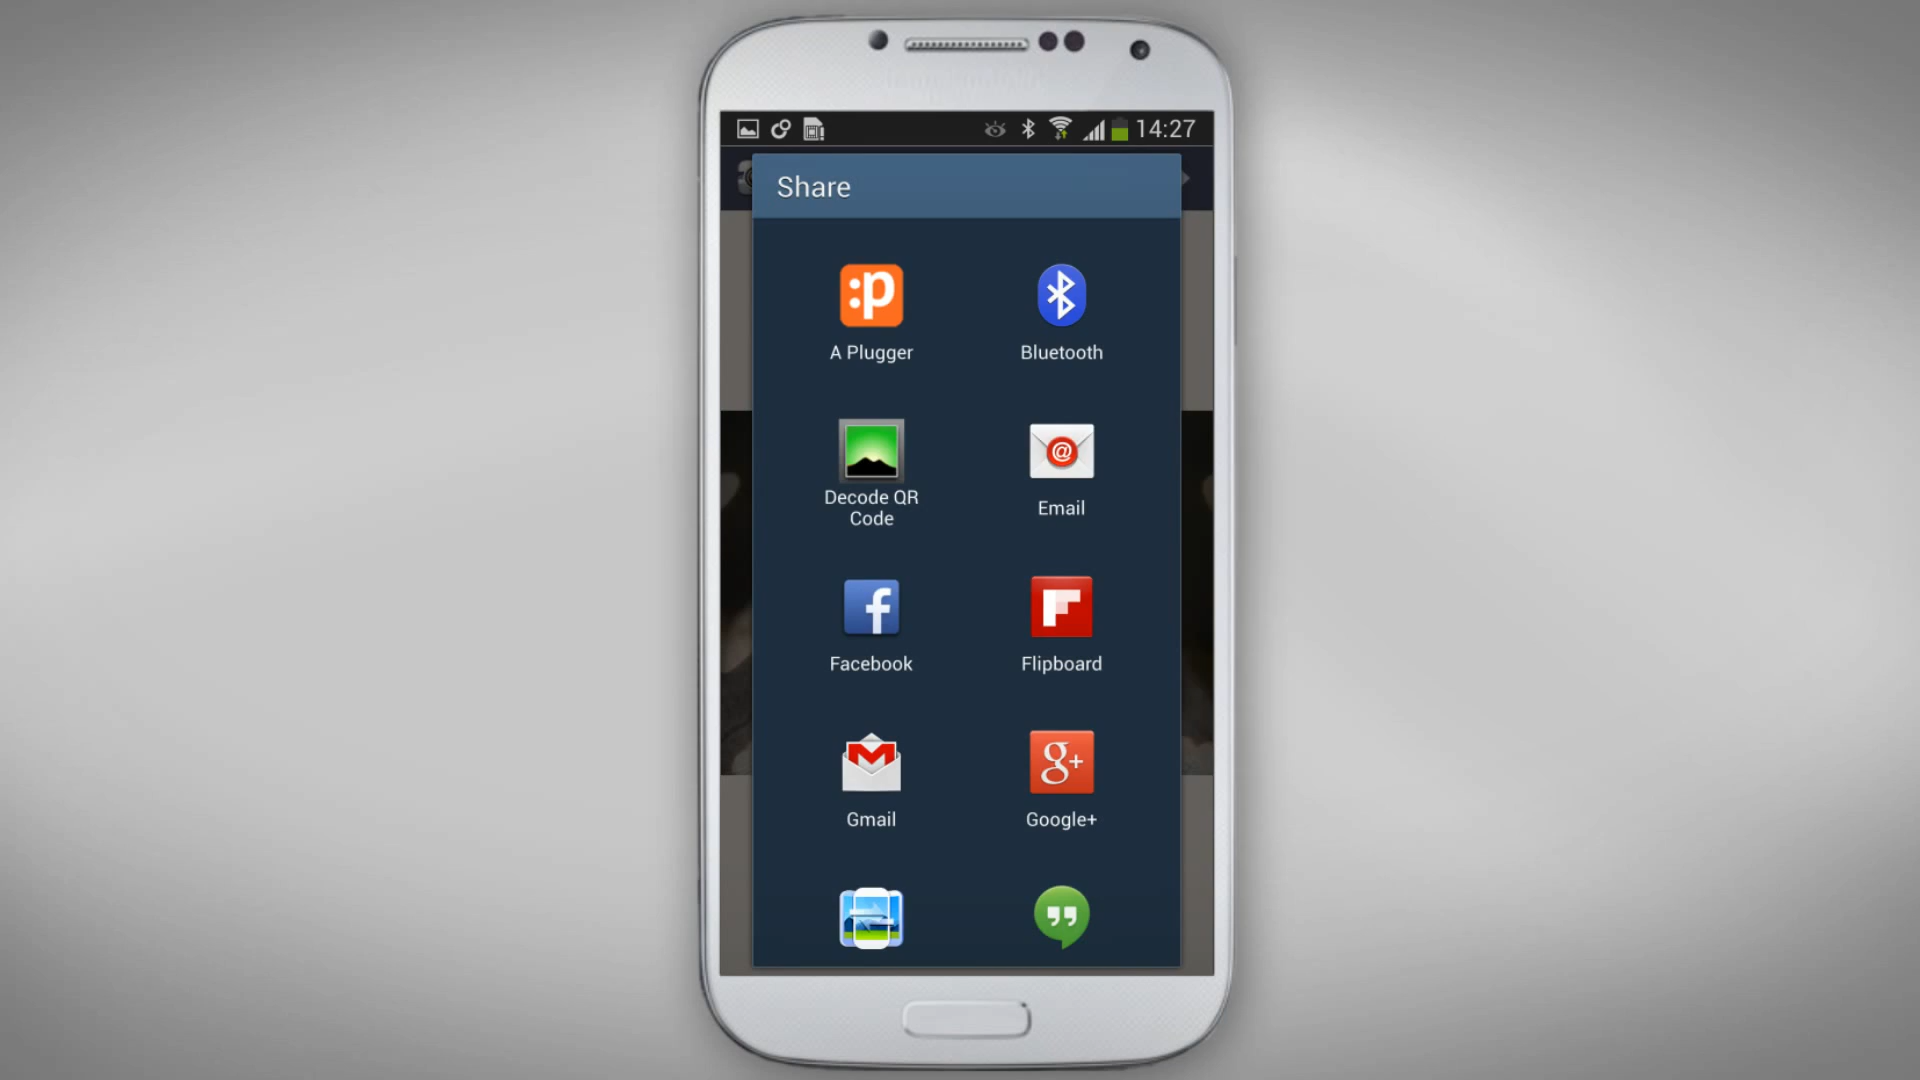 14:27
Share
:p
A Plugger
Bluetooth
Decode QR
Code
@
Email
f
Facebook
Flipboard
Gmail
g+
Google+